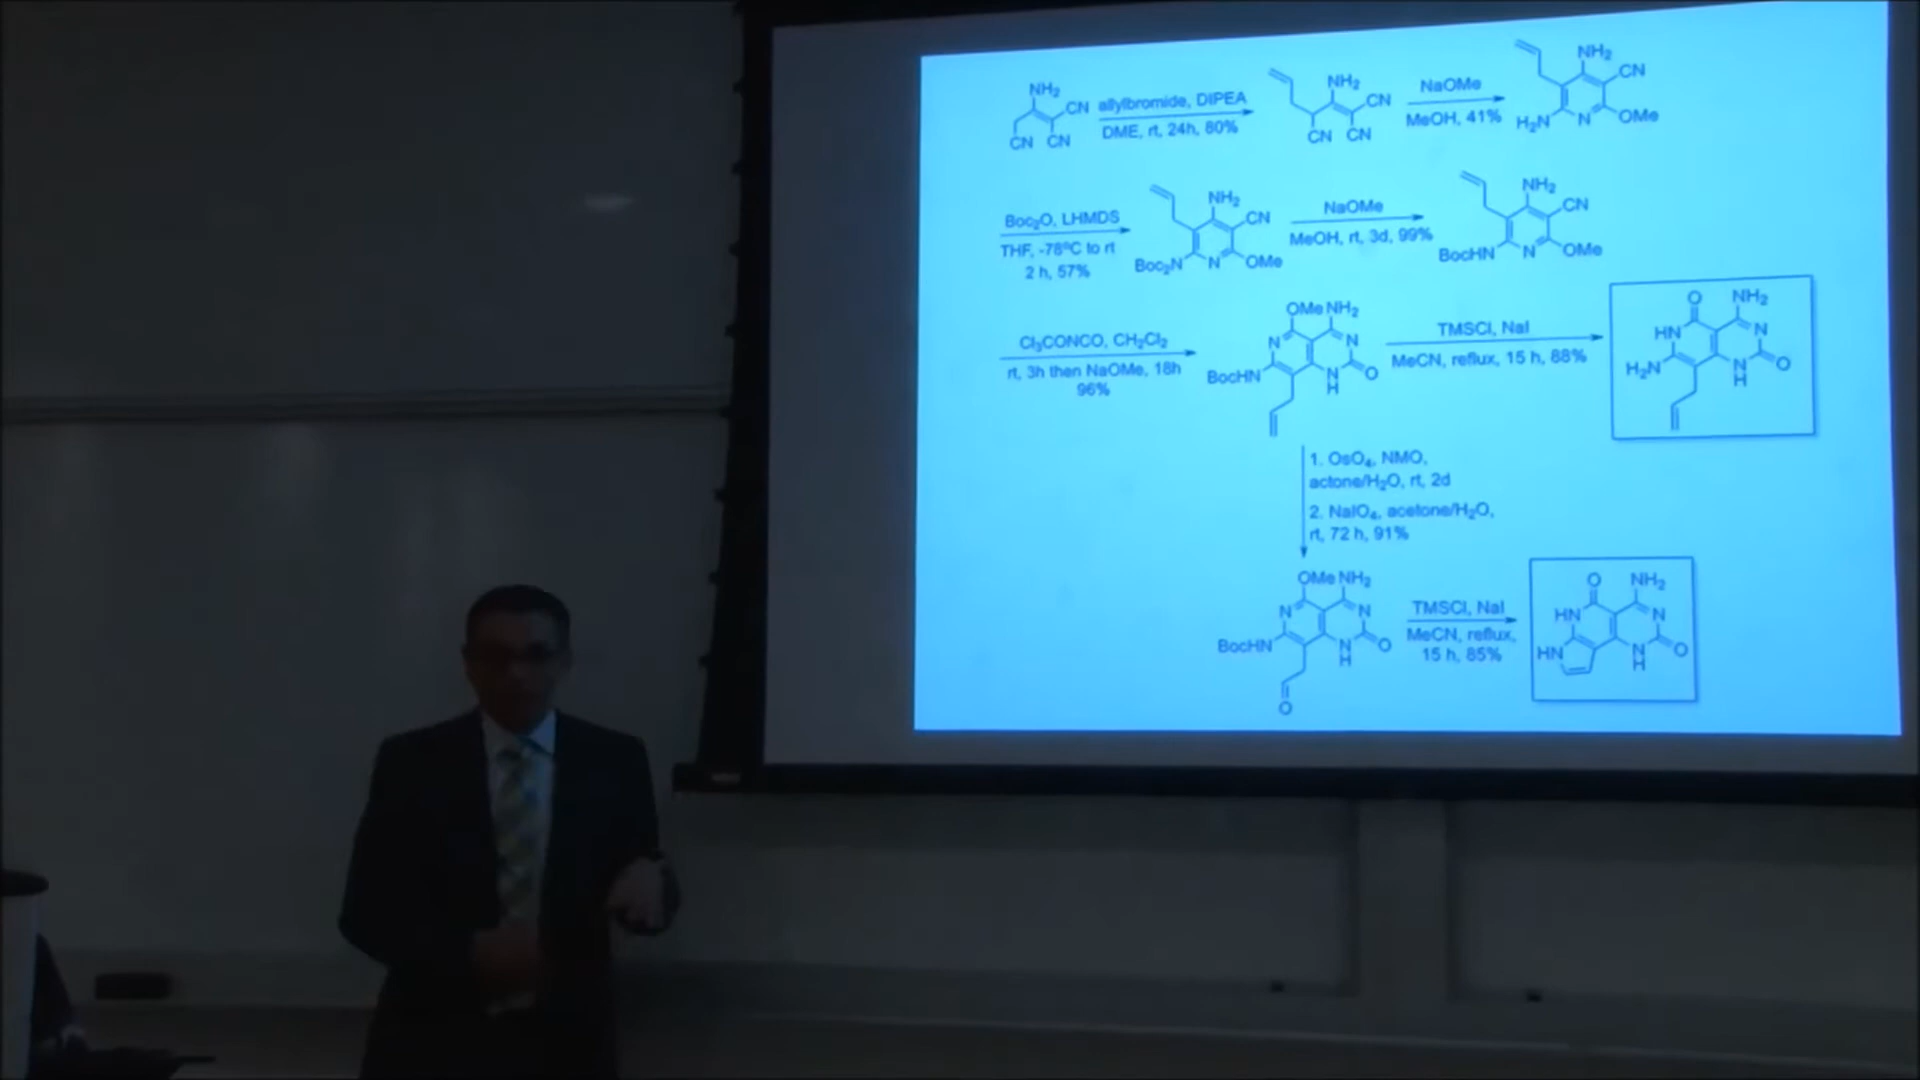 NH₂
CN
CN CN
allylbromide, DIPEA
DME, rt, 24h, 80%
NH₂
CN
CN CN
NaOMe
MeOH, 41%
NH₂
CN
H₂N N OMe
Boc₂O, LHMDS
THF, -78ºC to rt
2 h, 57%
NH₂
CN
Boc₂N N OMe
NaOMe
MeOH, rt, 3d, 99%
NH₂
CN
BocHN N OMe
Cl₃CONCO, CH₂Cl₂
rt, 3h then NaOMe, 18h
96%
OMe NH₂
N N
BocHN N O
H
TMSCl, NaI
MeCN, reflux, 15 h, 88%
O NH₂
HN N
H₂N N O
H
1. OsO₄, NMO,
actone/H₂O, rt, 2d
2. NaIO₄, acetone/H₂O,
rt, 72 h, 91%
OMe NH₂
N N
BocHN N O
H
O
TMSCl, NaI
MeCN, reflux,
15 h, 85%
O NH₂
HN N
HN N O
H